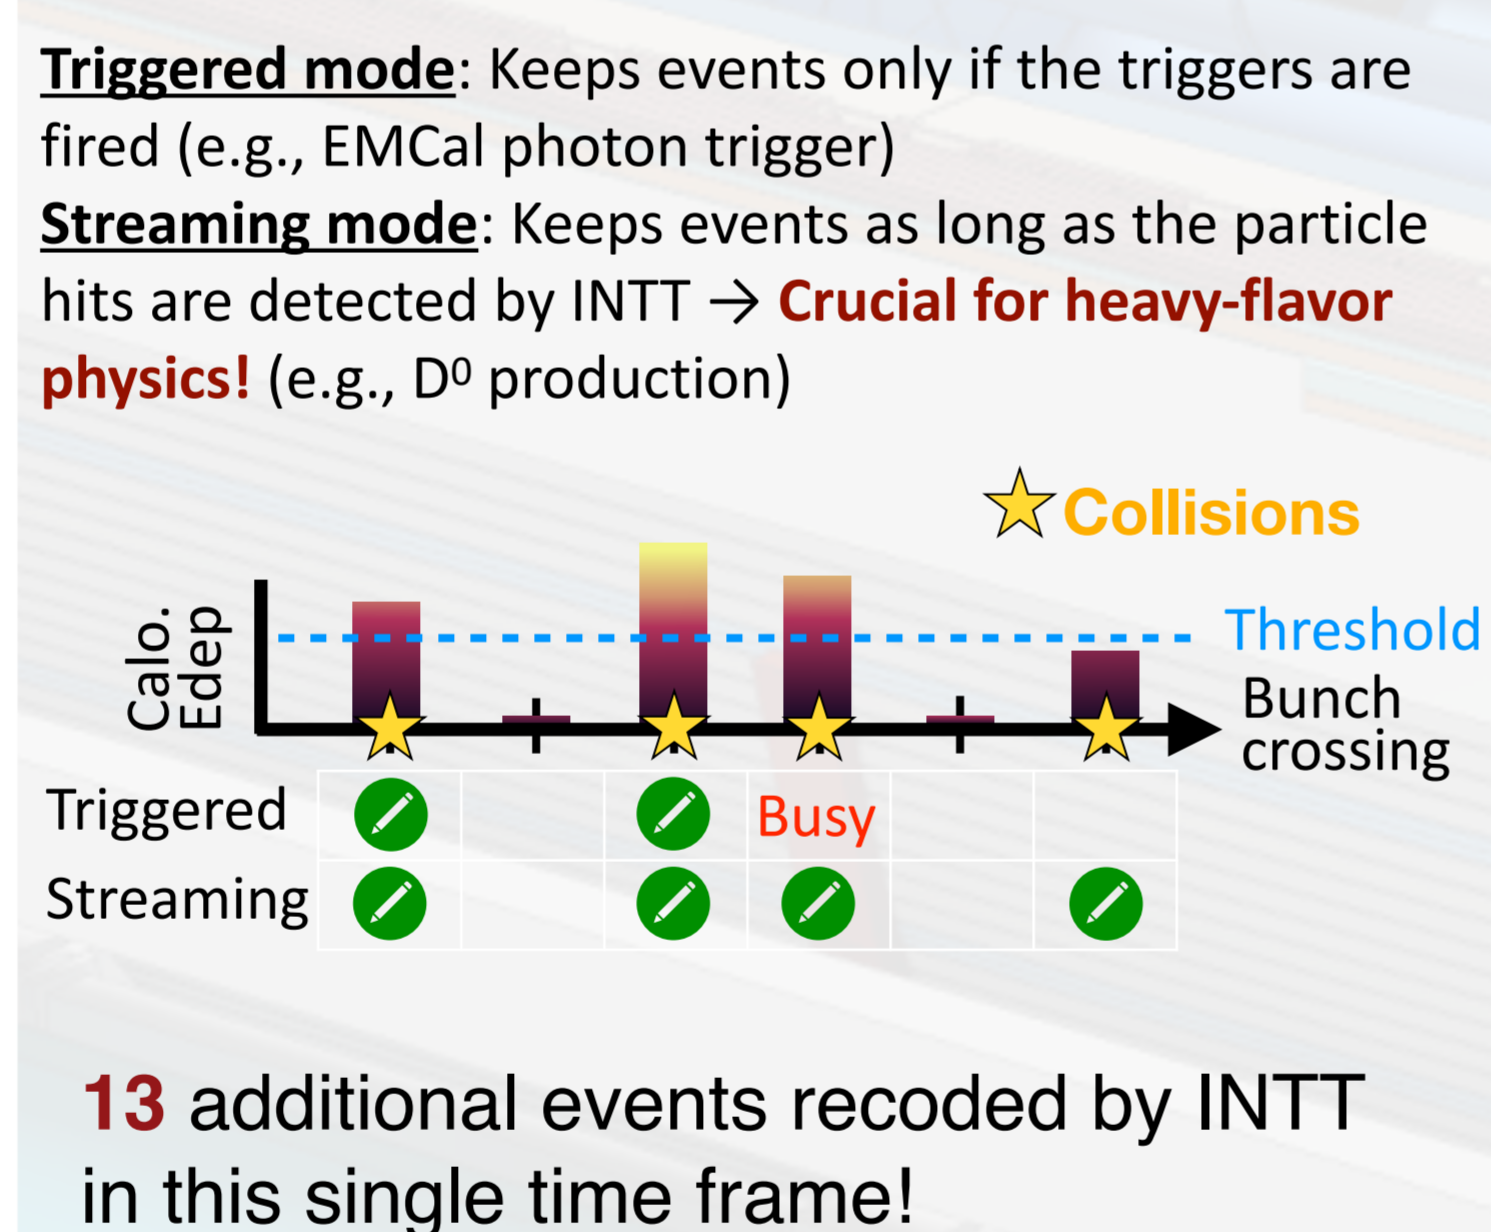 Triggered mode: Keeps events only if the triggers are
fired (e.g., EMCal photon trigger)
Streaming mode: Keeps events as long as the particle
hits are detected by INTT → Crucial for heavy-flavor
physics! (e.g., D⁰ production)
Collisions
Calo.
Edep
Threshold
Bunch
crossing
Triggered
Busy
Streaming
13 additional events recoded by INTT
in this single time frame!